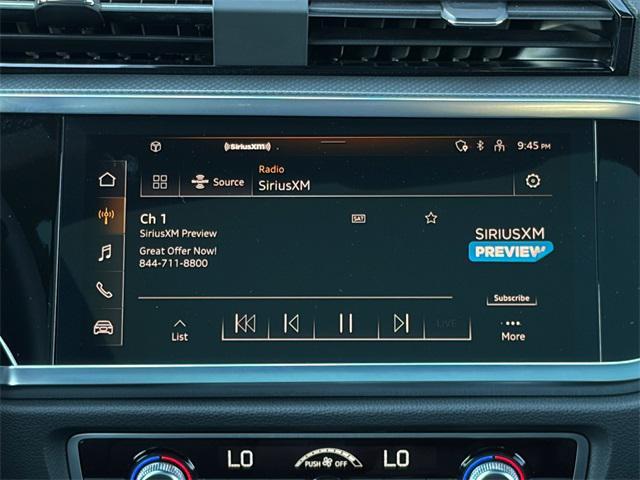 ((SiriusXM))
9:45 PM
Source
Radio
SiriusXM
Ch 1
SAT
SiriusXM Preview
Great Offer Now!
844-711-8800
SIRIUSXM
PREVIEW
Subscribe
List
LIVE
More
LO
PUSH OFF
LO